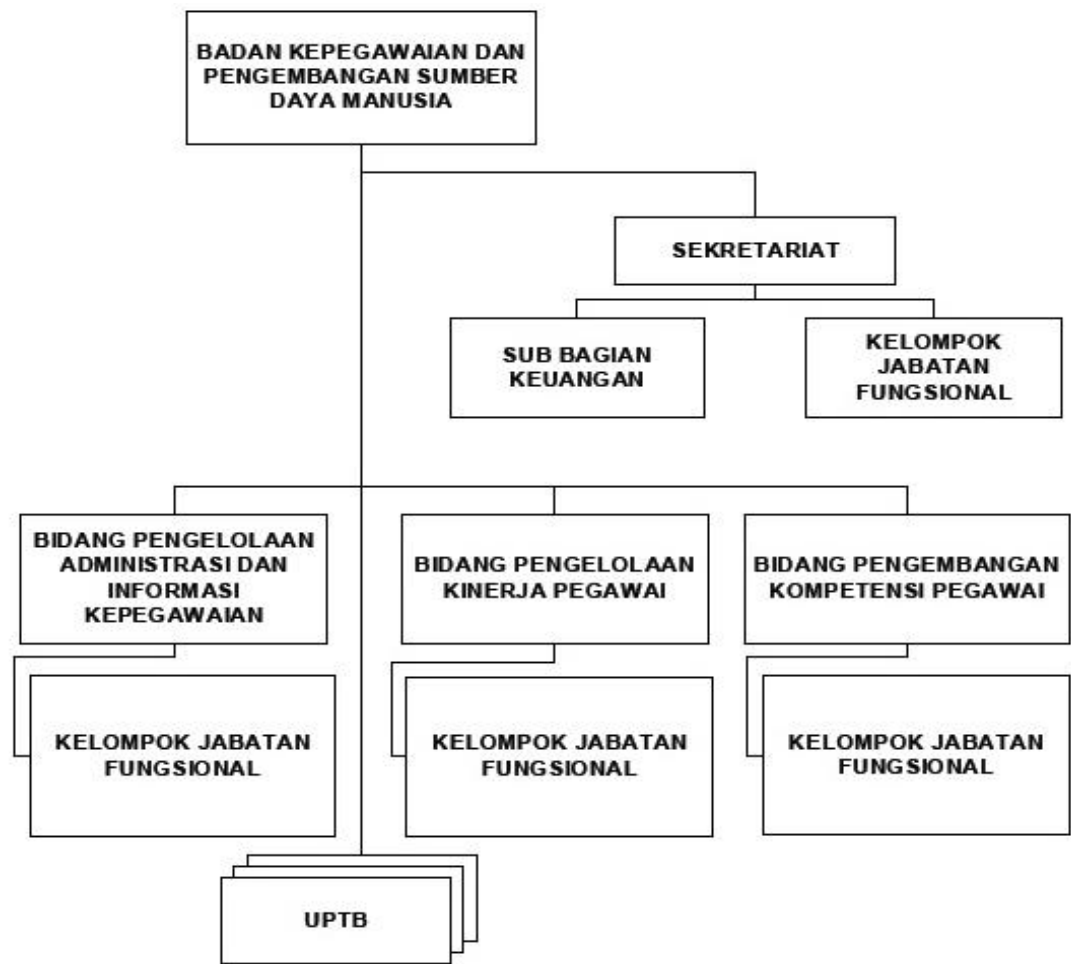 BADAN KEPEGAWAIAN DAN
PENGEMBANGAN SUMBER
DAYA MANUSIA
SEKRETARIAT
SUB BAGIAN
KEUANGAN
KELOMPOK
JABATAN
FUNGSIONAL
BIDANG PENGELOLAAN
ADMINISTRASI DAN
INFORMASI
KEPEGAWAIAN
BIDANG PENGELOLAAN
KINERJA PEGAWAI
BIDANG PENGEMBANGAN
KOMPETENSI PEGAWAI
KELOMPOK JABATAN
FUNGSIONAL
KELOMPOK JABATAN
FUNGSIONAL
KELOMPOK JABATAN
FUNGSIONAL
UPTB